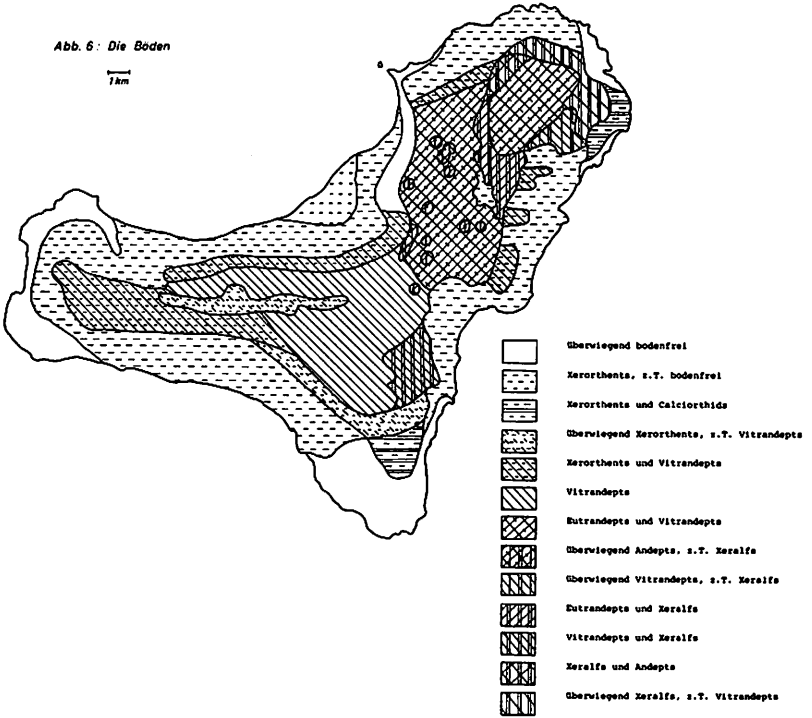 Abb. 6: Die Böden
1 km
Überwiegend bodenfrei
Xerorthents, z.T. bodenfrei
Xerorthents und Calciorthids
Überwiegend Xerorthents, z.T. Vitrandepts
Xerorthents und Vitrandepts
Vitrandepts
Eutrandepts und Vitrandepts
Überwiegend Andepts, z.T. Xeralfs
Überwiegend Vitrandepts, z.T. Xeralfs
Eutrandepts und Xeralfs
Vitrandepts und Xeralfs
Xeralfs und Andepts
Überwiegend Xeralfs, z.T. Vitrandepts